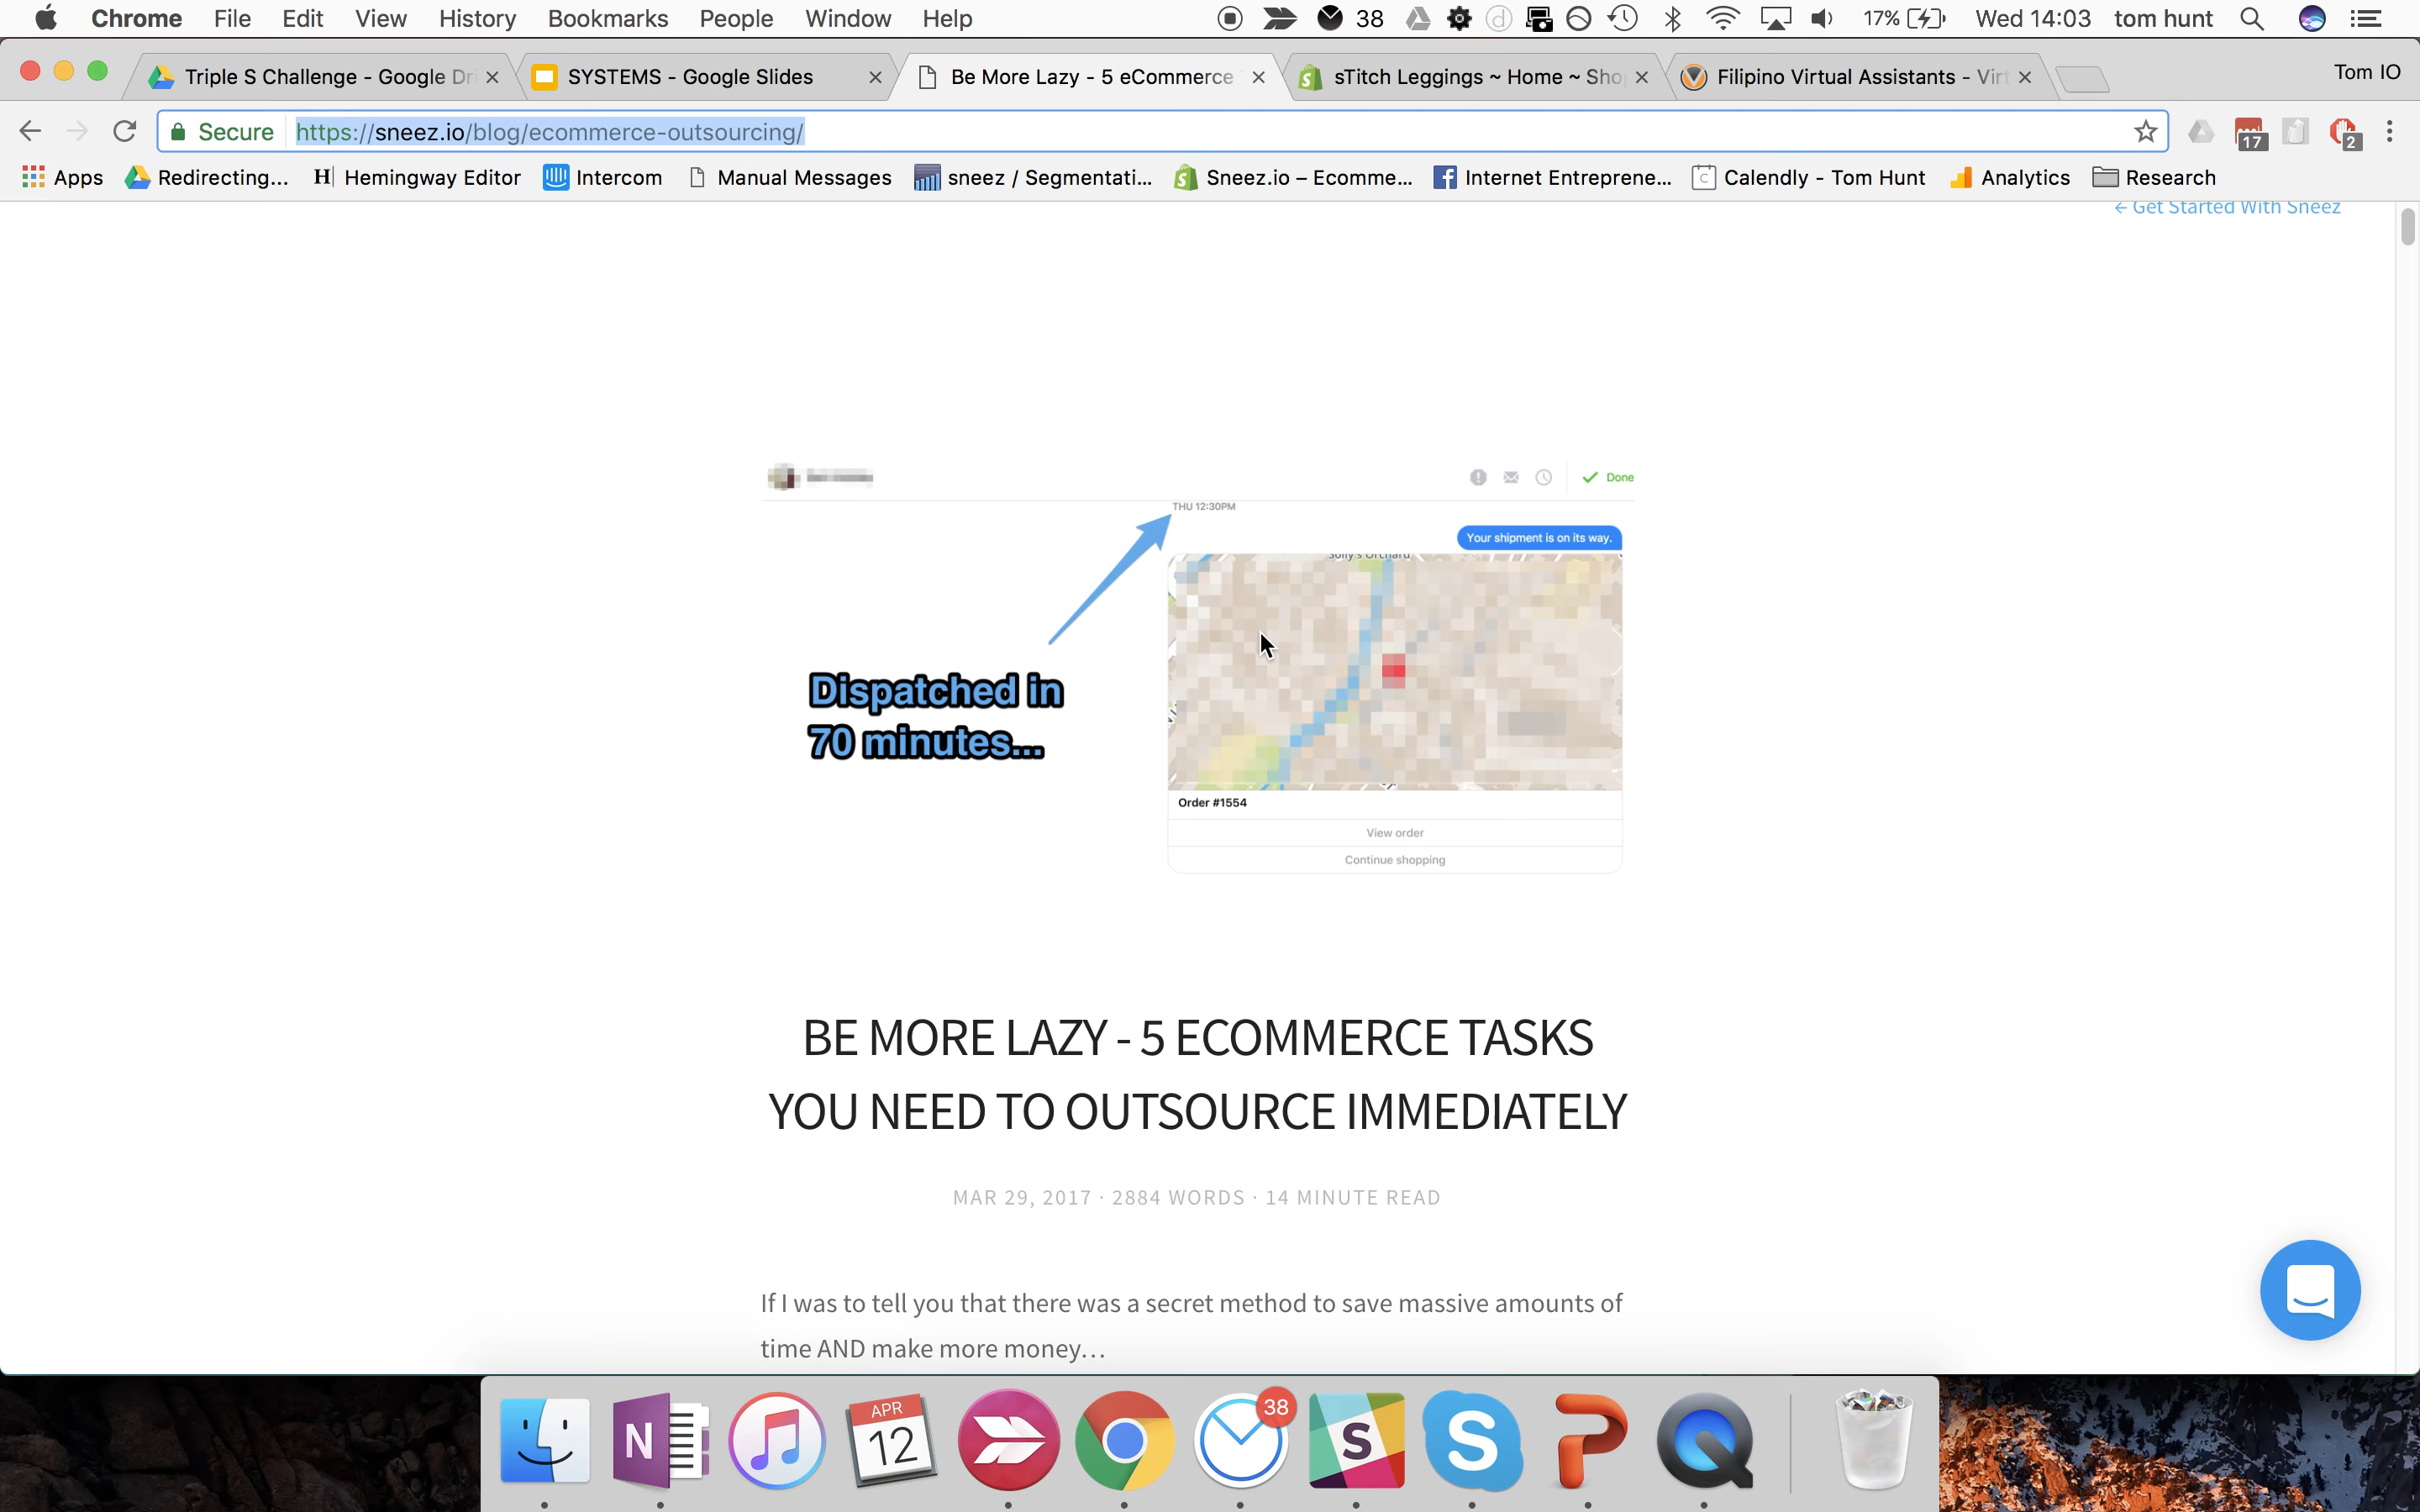 Chrome File Edit View History Bookmarks People Window Help 38 17% Wed 14:03 tom hunt
Triple S Challenge - Google Dri SYSTEMS - Google Slides Be More Lazy - 5 eCommerce sTitch Leggings ~ Home ~ Sho Filipino Virtual Assistants - Virt Tom IO
Secure https://sneez.io/blog/ecommerce-outsourcing/ 17 2
Apps Redirecting... Hemingway Editor Intercom Manual Messages sneez / Segmentati... Sneez.io – Ecomme... Internet Entreprene... Calendly - Tom Hunt Analytics Research
← Get Started With Sneez
Done
THU 12:30PM
Your shipment is on its way.
Solly's Orchard
Dispatched in
70 minutes...
Order #1554
View order
Continue shopping
BE MORE LAZY - 5 ECOMMERCE TASKS
YOU NEED TO OUTSOURCE IMMEDIATELY
MAR 29, 2017 · 2884 WORDS · 14 MINUTE READ
If I was to tell you that there was a secret method to save massive amounts of
time AND make more money…
APR
12
38